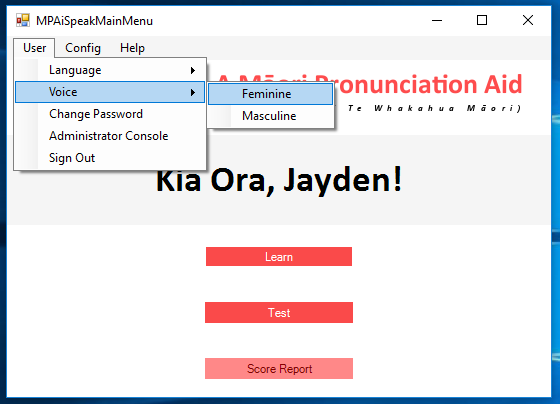 MPAiSpeakMainMenu
User Config Help
Language
Voice
Change Password
Administrator Console
Sign Out
Feminine
Masculine
A Māori Pronunciation Aid
Te Whakahua Māori)
Kia Ora, Jayden!
Learn
Test
Score Report